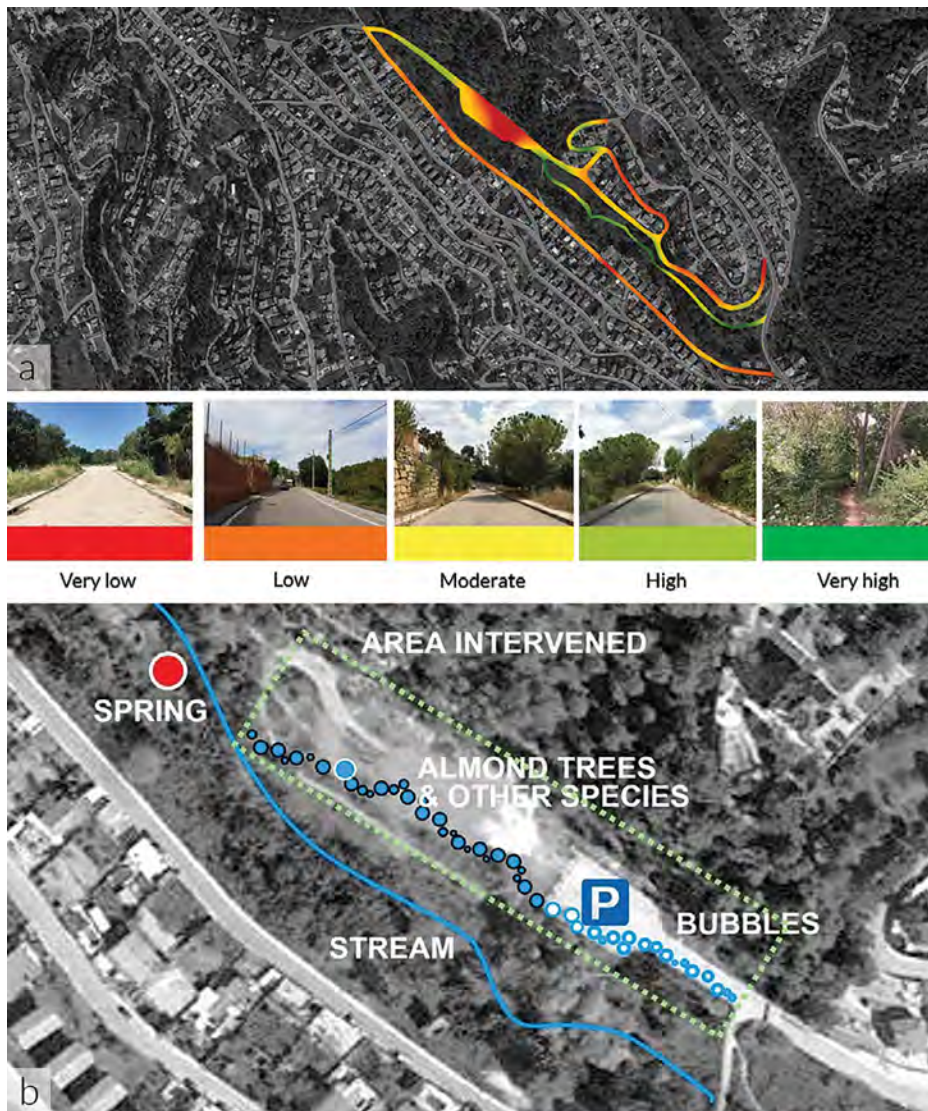 a
Very low
Low
Moderate
High
Very high
AREA INTERVENED
SPRING
ALMOND TREES
& OTHER SPECIES
P
BUBBLES
STREAM
b